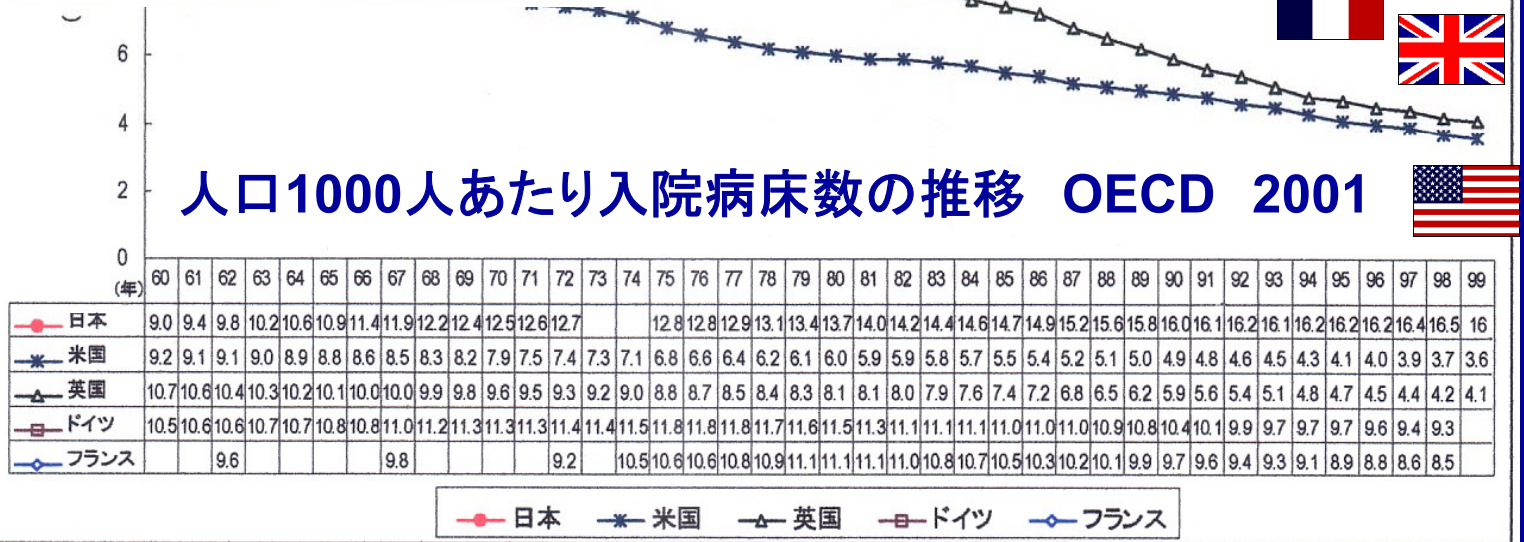 6
4
人口1000人あたり入院病床数の推移 OECD 2001
2
0
(年) 60 61 62 63 64 65 66 67 68 69 70 71 72 73 74 75 76 77 78 79 80 81 82 83 84 85 86 87 88 89 90 91 92 93 94 95 96 97 98 99
日本 9.0 9.4 9.8 10.2 10.6 10.9 11.4 11.9 12.2 12.4 12.5 12.6 12.7 12.8 12.8 12.9 13.1 13.4 13.7 14.0 14.2 14.4 14.6 14.7 14.9 15.2 15.6 15.8 16.0 16.1 16.2 16.1 16.2 16.2 16.2 16.4 16.5 16
米国 9.2 9.1 9.1 9.0 8.9 8.8 8.6 8.5 8.3 8.2 7.9 7.5 7.4 7.3 7.1 6.8 6.6 6.4 6.2 6.1 6.0 5.9 5.9 5.8 5.7 5.5 5.4 5.2 5.1 5.0 4.9 4.8 4.6 4.5 4.3 4.1 4.0 3.9 3.7 3.6
英国 10.7 10.6 10.4 10.3 10.2 10.1 10.0 10.0 9.9 9.8 9.6 9.5 9.3 9.2 9.0 8.8 8.7 8.5 8.4 8.3 8.1 8.1 8.0 7.9 7.6 7.4 7.2 6.8 6.5 6.2 5.9 5.6 5.4 5.1 4.8 4.7 4.5 4.4 4.2 4.1
ドイツ 10.5 10.6 10.6 10.7 10.7 10.8 10.8 11.0 11.2 11.3 11.3 11.3 11.4 11.4 11.5 11.8 11.8 11.8 11.7 11.6 11.5 11.3 11.1 11.1 11.1 11.0 11.0 11.0 10.9 10.8 10.4 10.1 9.9 9.7 9.7 9.7 9.6 9.4 9.3
フランス 9.6 9.8 9.2 10.5 10.6 10.6 10.8 10.9 11.1 11.1 11.1 11.0 10.8 10.7 10.5 10.3 10.2 10.1 9.9 9.7 9.6 9.4 9.3 9.1 8.9 8.8 8.6 8.5
日本 米国 英国 ドイツ フランス